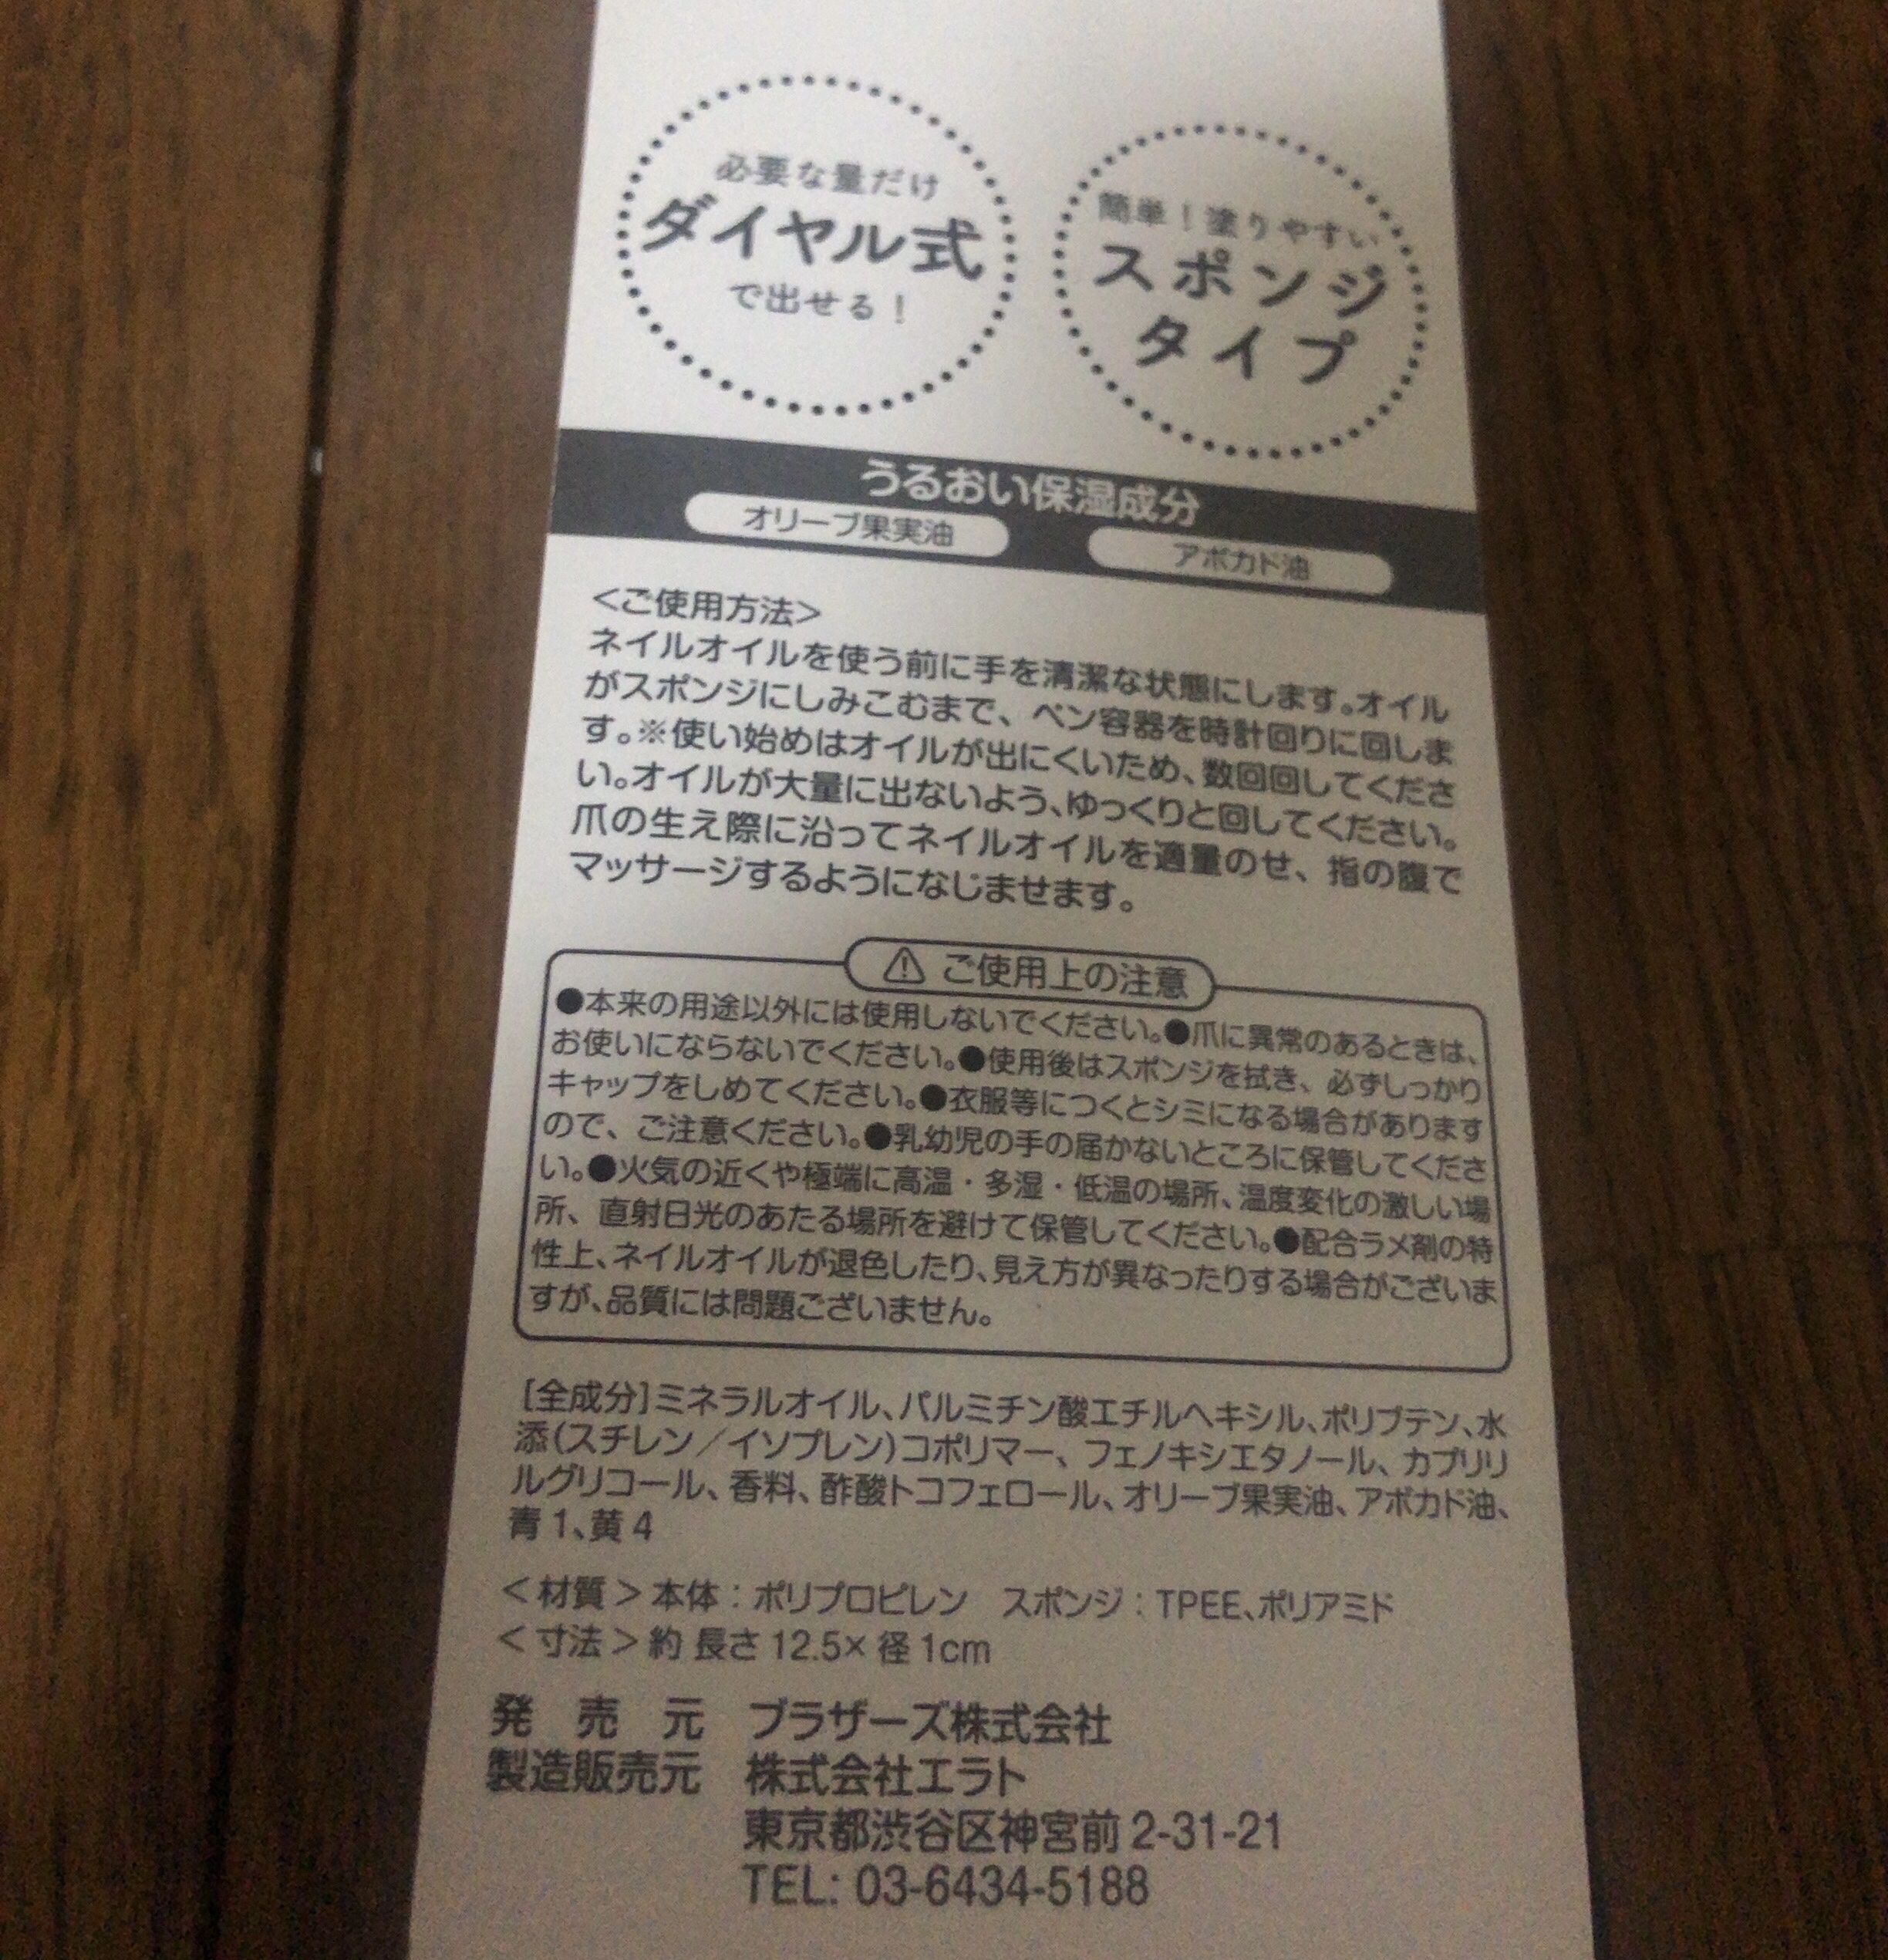 必要な量だけ
ダイヤル式
で出せる！
簡単！塗りやすい
スポンジ
タイプ
うるおい保湿成分
オリーブ果実油
アボカド油
＜ご使用方法＞
ネイルオイルを使う前に手を清潔な状態にします。オイル
がスポンジにしみこむまで、ペン容器を時計回りに回しま
す。※使い始めはオイルが出にくいため、数回回してくださ
い。オイルが大量に出ないよう、ゆっくりと回してください。
爪の生え際に沿ってネイルオイルを適量のせ、指の腹で
マッサージするようになじませます。
⚠ ご使用上の注意
●本来の用途以外には使用しないでください。●爪に異常のあるときは、
お使いにならないでください。●使用後はスポンジを拭き、必ずしっかり
キャップをしめてください。●衣服等につくとシミになる場合があります
ので、ご注意ください。●乳幼児の手の届かないところに保管してくださ
い。●火気の近くや極端に高温・多湿・低温の場所、温度変化の激しい場
所、直射日光のあたる場所を避けて保管してください。●配合ラメ剤の特
性上、ネイルオイルが退色したり、見え方が異なったりする場合がございま
すが、品質には問題ございません。
[全成分]ミネラルオイル、パルミチン酸エチルヘキシル、ポリブテン、水
添(スチレン／イソプレン)コポリマー、フェノキシエタノール、カプリリ
ルグリコール、香料、酢酸トコフェロール、オリーブ果実油、アボカド油、
青1、黄4
＜材質＞本体：ポリプロピレン　スポンジ：TPEE、ポリアミド
＜寸法＞約 長さ12.5×径1cm
発　売　元　ブラザーズ株式会社
製造販売元　株式会社エラト
東京都渋谷区神宮前2-31-21
TEL: 03-6434-5188